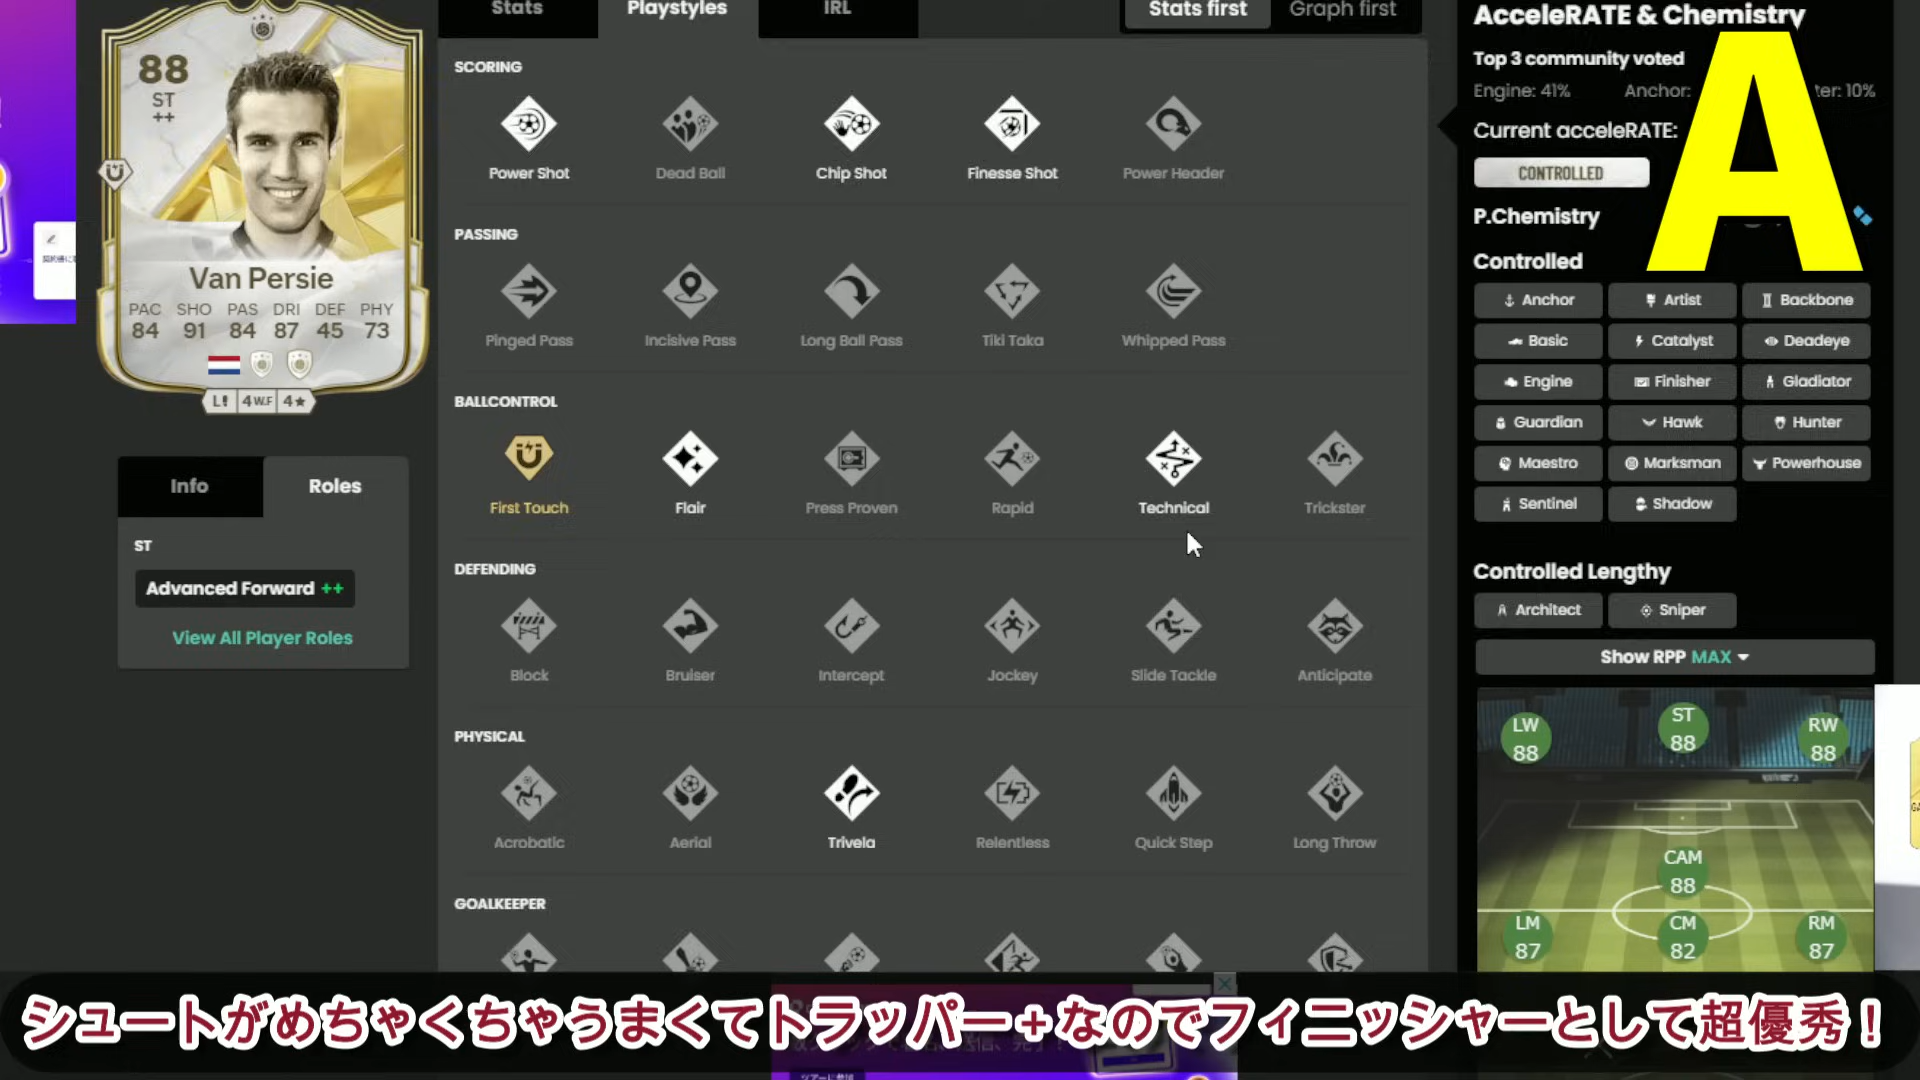 Stats
Playstyles
IRL
Stats first
Graph first
88
ST
++
Van Persie
PAC SHO PAS DRI DEF PHY
84 91 84 87 45 73
L 4 W.F 4★
Info
Roles
ST
Advanced Forward ++
View All Player Roles
SCORING
Power Shot
Dead Ball
Chip Shot
Finesse Shot
Power Header
PASSING
Pinged Pass
Incisive Pass
Long Ball Pass
Tiki Taka
Whipped Pass
BALLCONTROL
First Touch
Flair
Press Proven
Rapid
Technical
Trickster
DEFENDING
Block
Bruiser
Intercept
Jockey
Slide Tackle
Anticipate
PHYSICAL
Acrobatic
Aerial
Trivela
Relentless
Quick Step
Long Throw
GOALKEEPER
AcceleRATE & Chemistry
Top 3 community voted
Engine: 41%
Anchor:
ter: 10%
Current acceleRATE:
CONTROLLED
A
P.Chemistry
Controlled
Anchor
Artist
Backbone
Basic
Catalyst
Deadeye
Engine
Finisher
Gladiator
Guardian
Hawk
Hunter
Maestro
Marksman
Powerhouse
Sentinel
Shadow
Controlled Lengthy
Architect
Sniper
Show RPP MAX
LW
88
ST
88
RW
88
CAM
88
LM
87
CM
82
RM
87
シュートがめちゃくちゃうまくてトラッパー+なのでフィニッシャーとして超優秀！